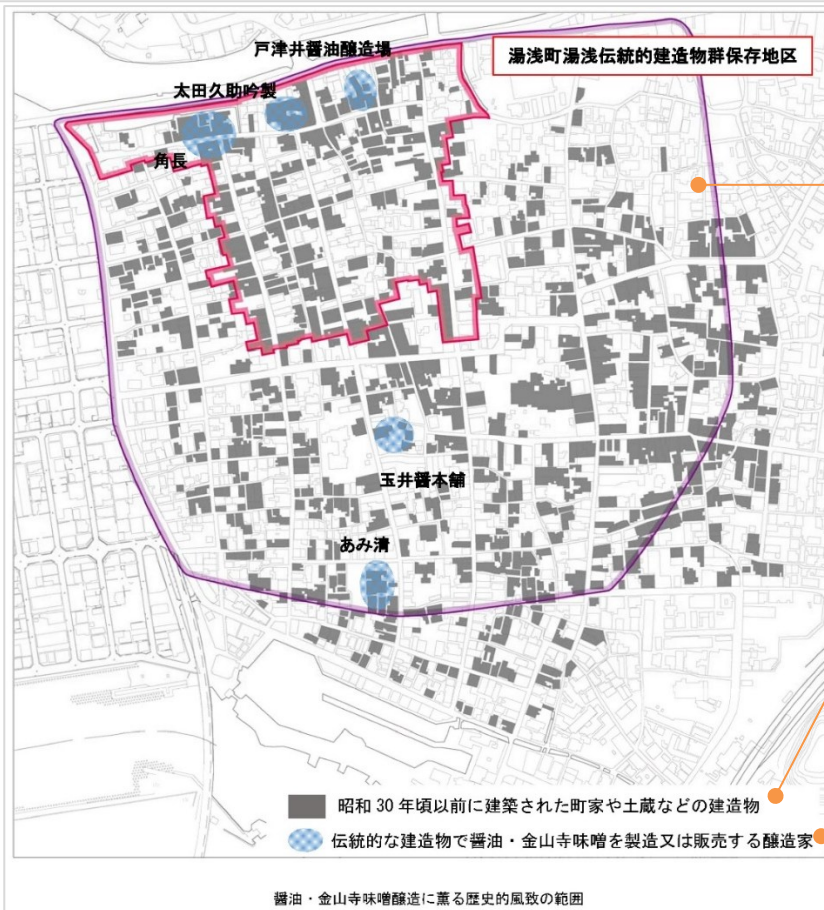 戸津井醤油醸造場
湯浅町湯浅伝統的建造物群保存地区
太田久助吟製
角長
玉井醤本舗
あみ清
昭和30年頃以前に建築された町家や土蔵などの建造物
伝統的な建造物で醤油・金山寺味噌を製造又は販売する醸造家
醤油・金山寺味噌醸造に薫る歴史的風致の範囲